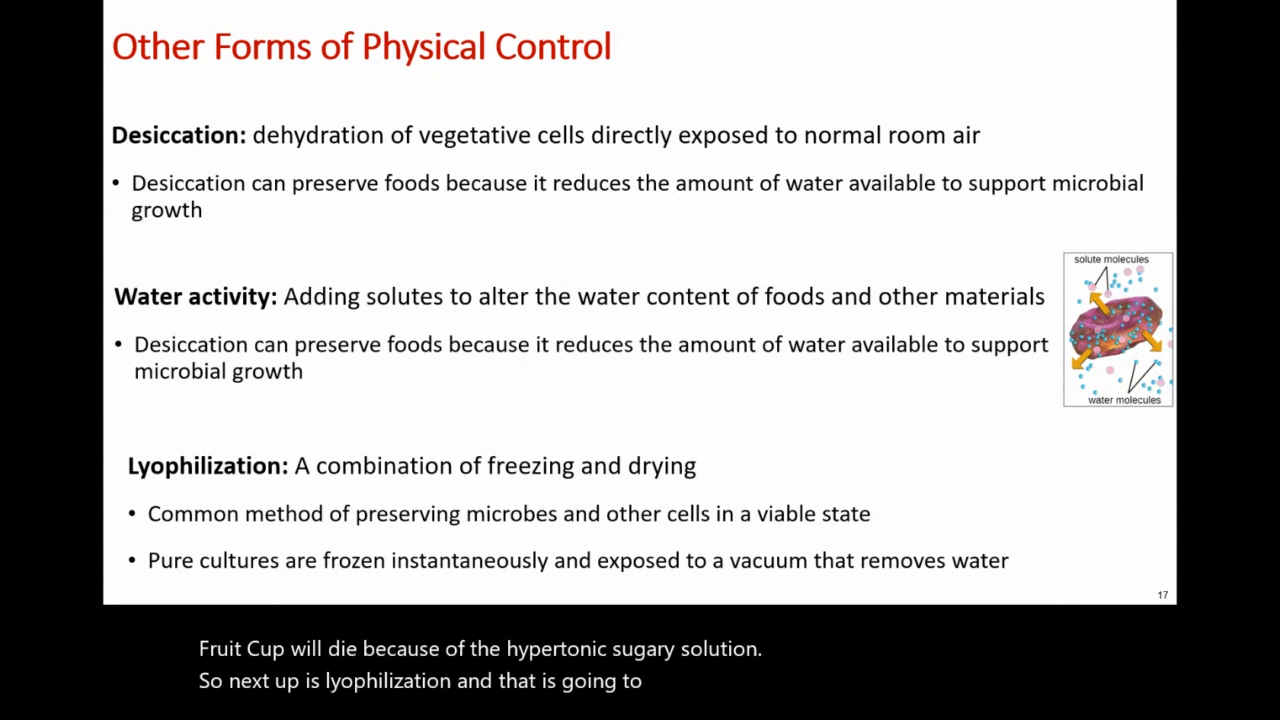 Other Forms of Physical Control
Desiccation: dehydration of vegetative cells directly exposed to normal room air
• Desiccation can preserve foods because it reduces the amount of water available to support microbial
growth
Water activity: Adding solutes to alter the water content of foods and other materials
• Desiccation can preserve foods because it reduces the amount of water available to support
microbial growth
solute molecules
water molecules
Lyophilization: A combination of freezing and drying
• Common method of preserving microbes and other cells in a viable state
• Pure cultures are frozen instantaneously and exposed to a vacuum that removes water
17
Fruit Cup will die because of the hypertonic sugary solution.
So next up is lyophilization and that is going to